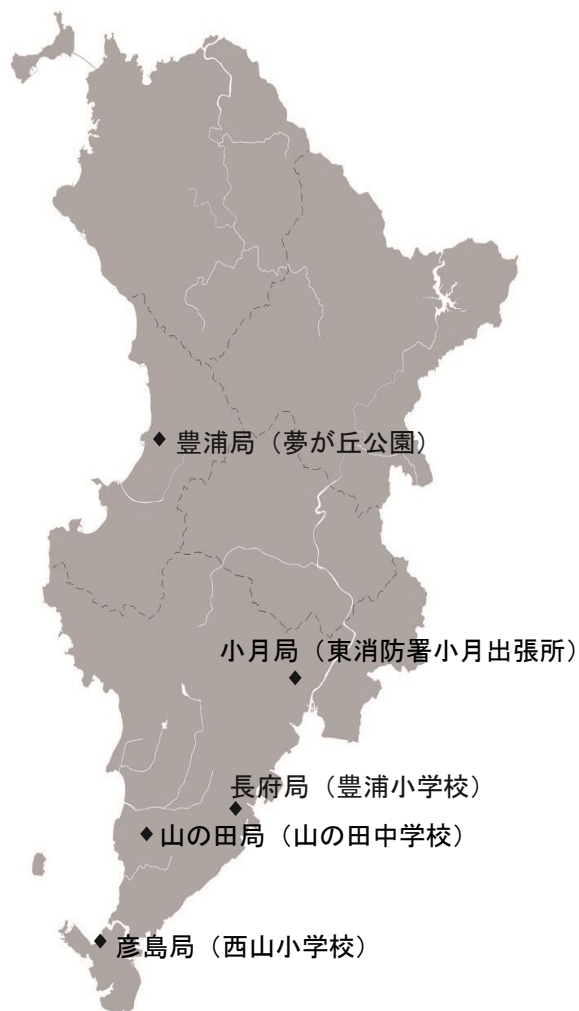 豊浦局（夢が丘公園）
小月局（東消防署小月出張所）
長府局（豊浦小学校）
山の田局（山の田中学校）
彦島局（西山小学校）